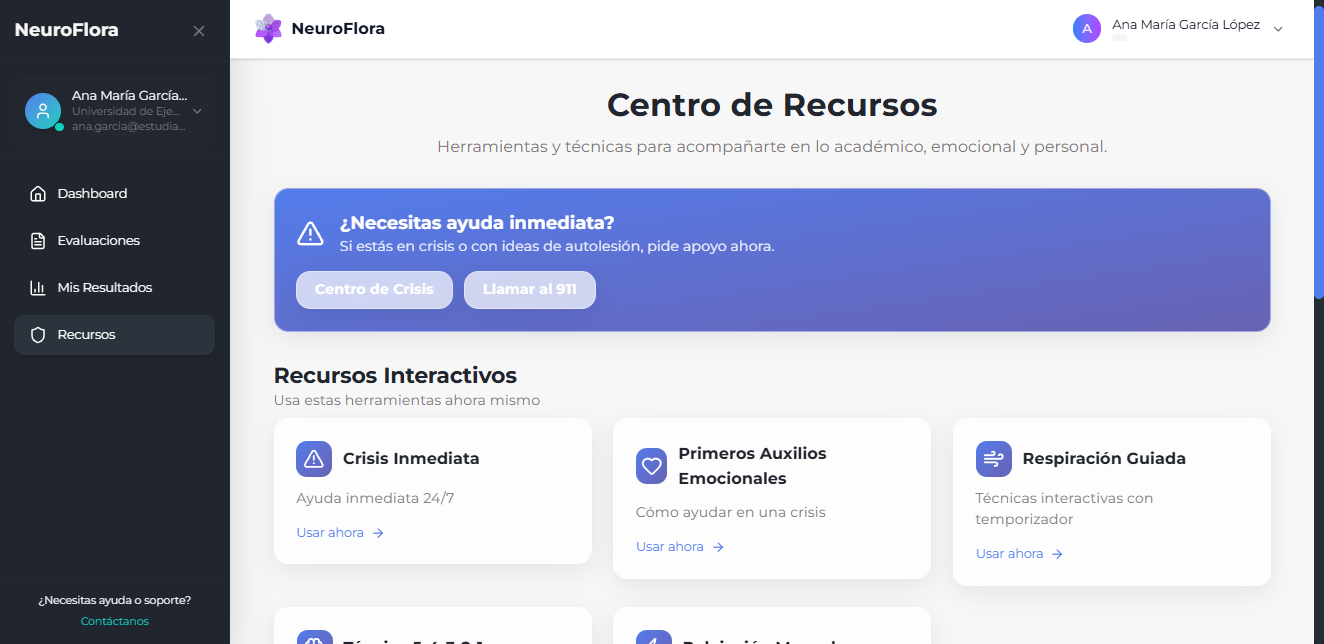 NeuroFlora
Ana María García...
Universidad de Eje...
ana.garcia@estudia...
Dashboard
Evaluaciones
Mis Resultados
Recursos
¿Necesitas ayuda o soporte?
Contáctanos
NeuroFlora
A
Ana María García López
Centro de Recursos
Herramientas y técnicas para acompañarte en lo académico, emocional y personal.
¿Necesitas ayuda inmediata?
Si estás en crisis o con ideas de autolesión, pide apoyo ahora.
Centro de Crisis
Llamar al 911
Recursos Interactivos
Usa estas herramientas ahora mismo
Crisis Inmediata
Ayuda inmediata 24/7
Usar ahora →
Primeros Auxilios
Emocionales
Cómo ayudar en una crisis
Usar ahora →
Respiración Guiada
Técnicas interactivas con
temporizador
Usar ahora →